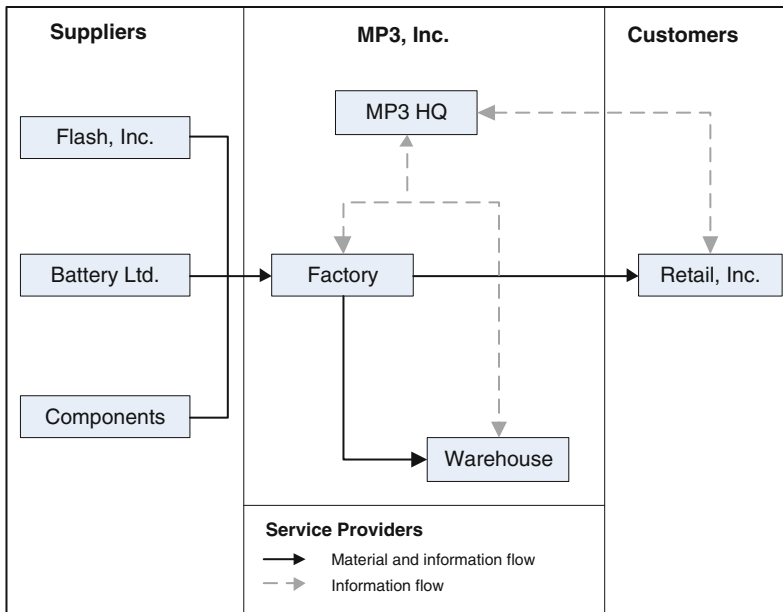 Suppliers
MP3, Inc.
Customers
MP3 HQ
Flash, Inc.
Battery Ltd.
Factory
Retail, Inc.
Components
Warehouse
Service Providers
Material and information flow
Information flow